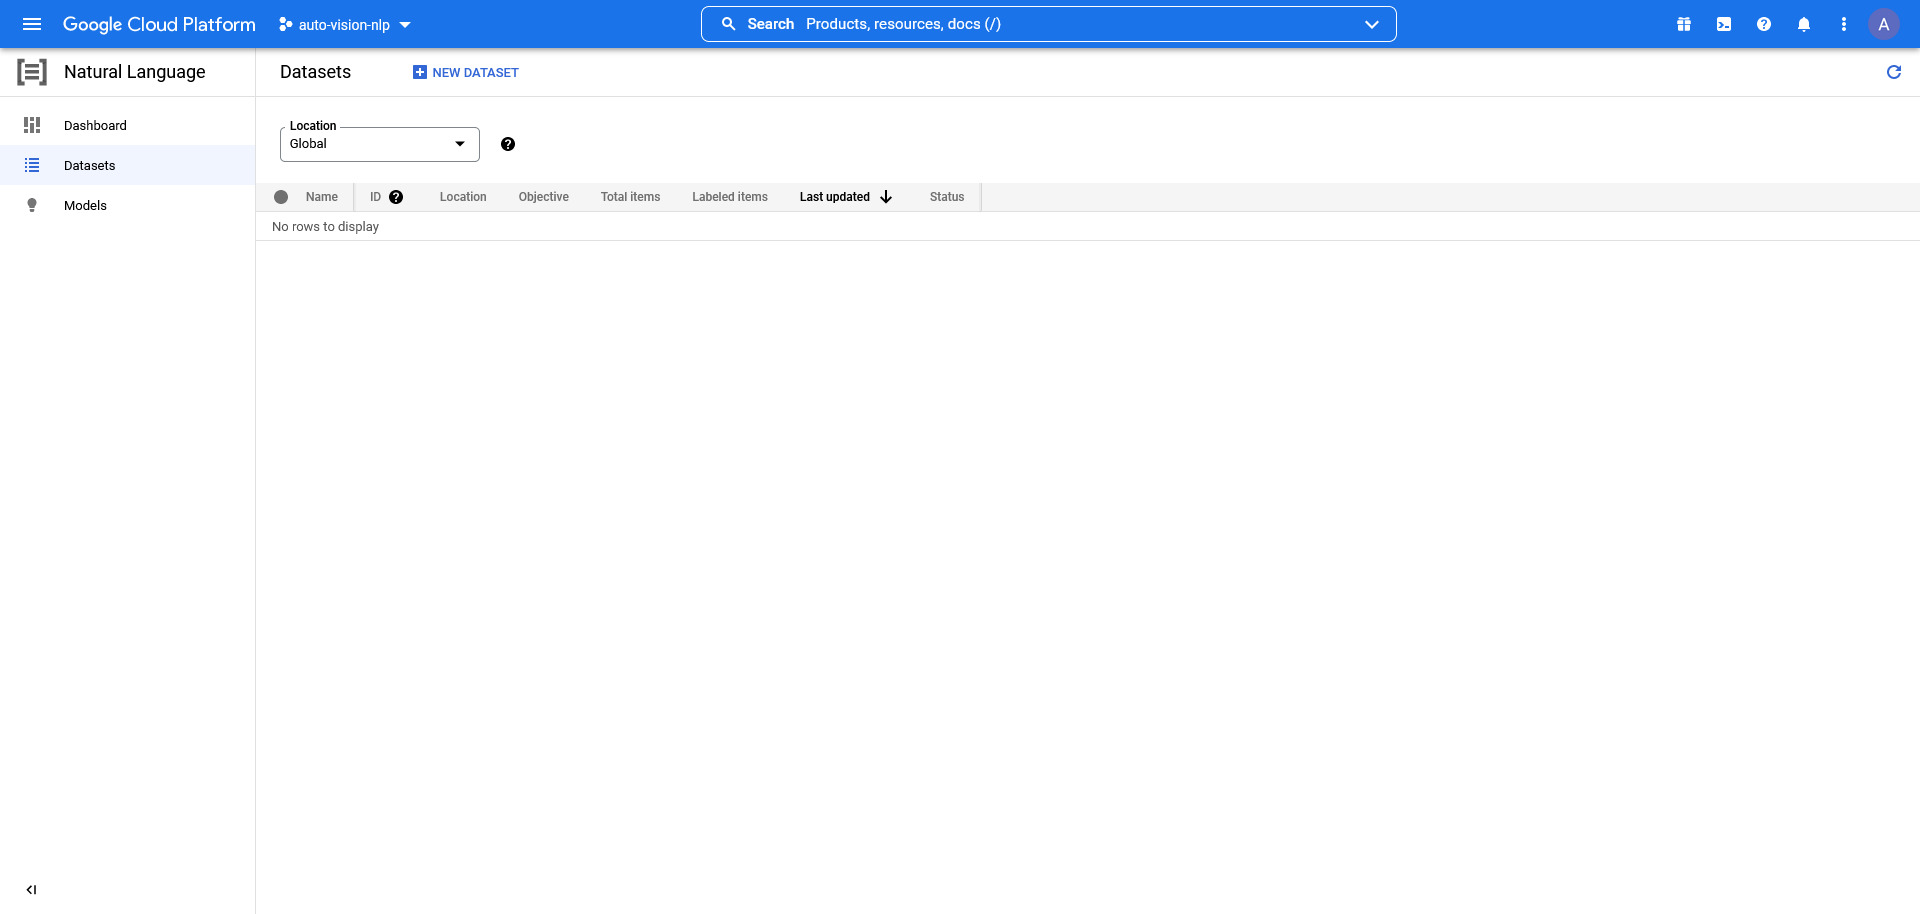 Google Cloud Platform
auto-vision-nlp
Search Products, resources, docs (/)
A
Natural Language
Datasets
NEW DATASET
Dashboard
Datasets
Models
Location
Global
Name ID Location Objective Total items Labeled items Last updated Status
No rows to display